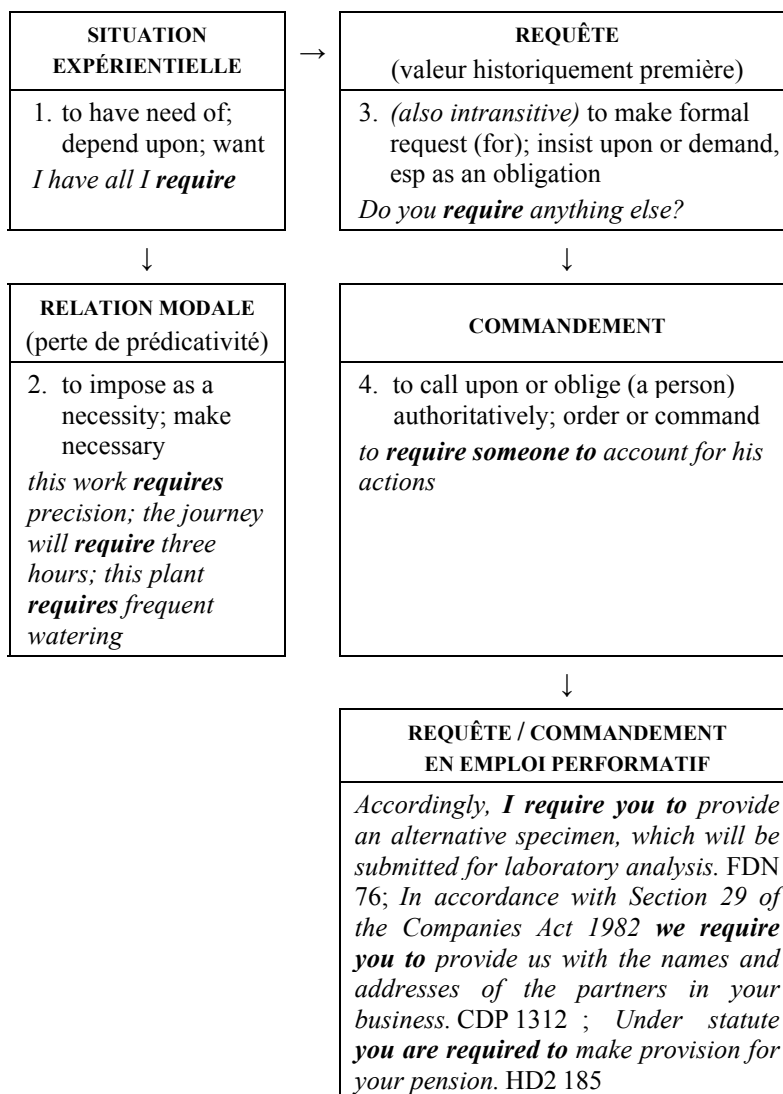 SITUATION
EXPÉRIENTIELLE
1. to have need of;
depend upon; want
I have all I require
→
REQUÊTE
(valeur historiquement première)
3. (also intransitive) to make formal
request (for); insist upon or demand,
esp as an obligation
Do you require anything else?
↓
↓
RELATION MODALE
(perte de prédicativité)
2. to impose as a
necessity; make
necessary
this work requires
precision; the journey
will require three
hours; this plant
requires frequent
watering
COMMANDEMENT
4. to call upon or oblige (a person)
authoritatively; order or command
to require someone to account for his
actions
↓
REQUÊTE / COMMANDEMENT
EN EMPLOI PERFORMATIF
Accordingly, I require you to provide
an alternative specimen, which will be
submitted for laboratory analysis. FDN
76; In accordance with Section 29 of
the Companies Act 1982 we require
you to provide us with the names and
addresses of the partners in your
business. CDP 1312 ; Under statute
you are required to make provision for
your pension. HD2 185